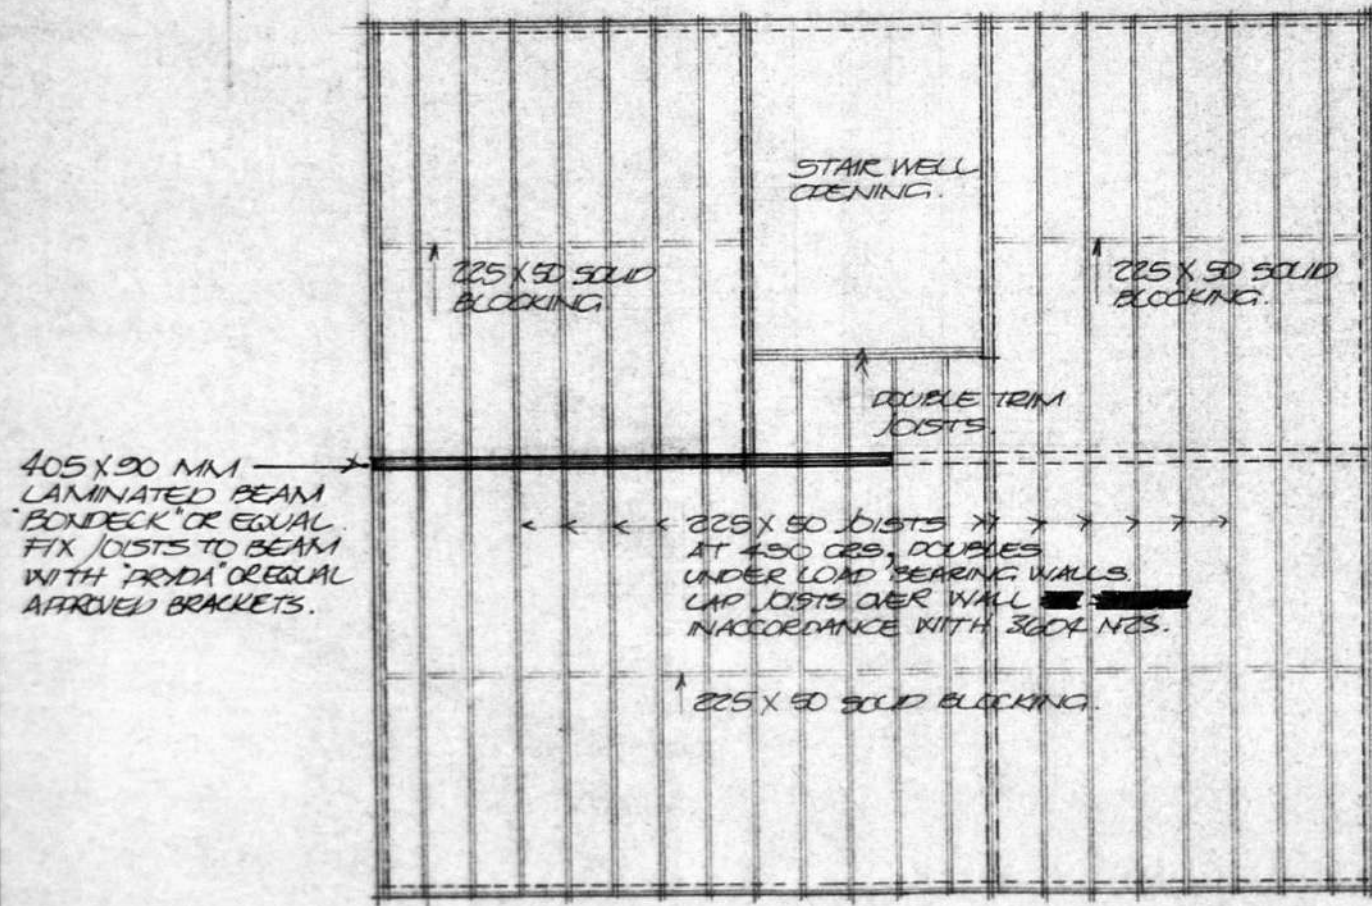 STAIR WELL
OPENING.
225 X 50 SOLID
BLOCKING.
225 X 50 SOLID
BLOCKING.
DOUBLE TRIM
JOISTS.
405 X 90 MM
LAMINATED BEAM
"BONDECK" OR EQUAL.
FIX JOISTS TO BEAM
WITH "PRYDA" OR EQUAL
APPROVED BRACKETS.
225 X 50 JOISTS
AT 450 CRS, DOUBLES
UNDER LOAD BEARING WALLS.
LAP JOISTS OVER WALL
IN ACCORDANCE WITH 3604 NZS.
225 X 50 SOLID BLOCKING.